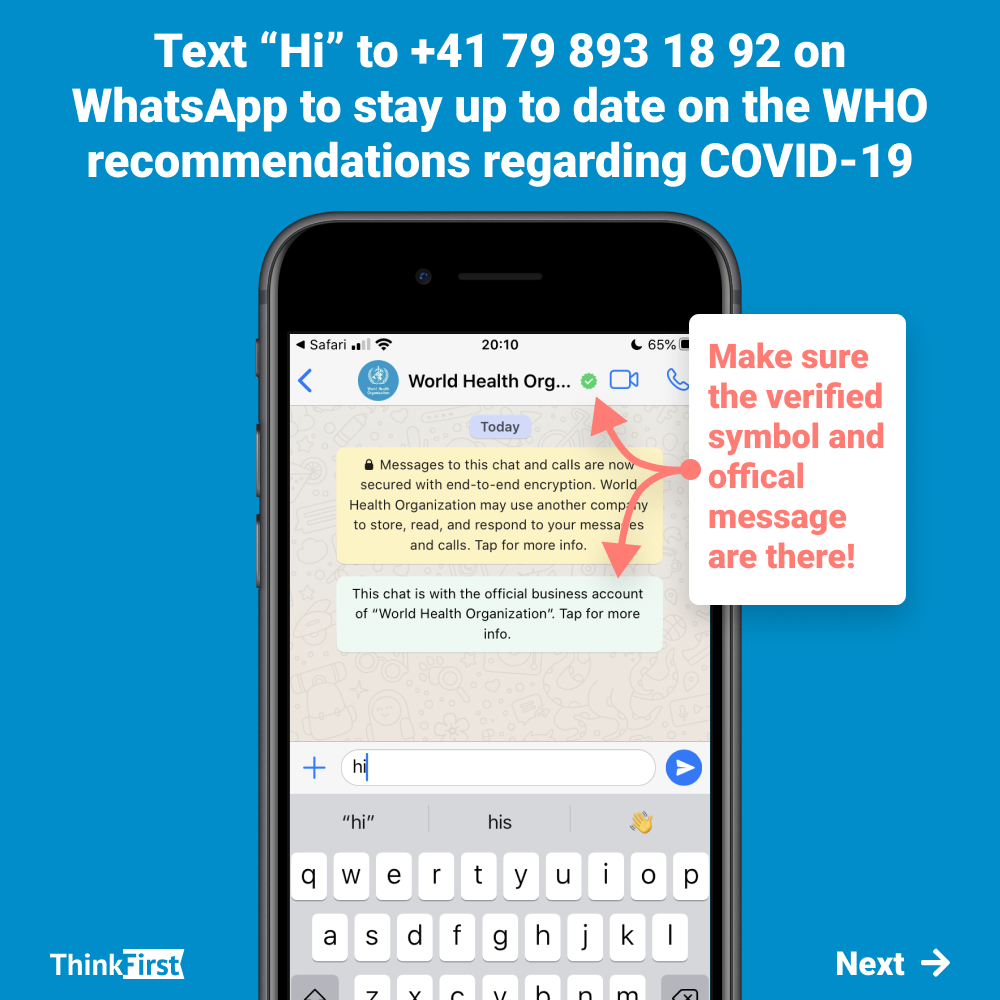 Text “Hi” to +41 79 893 18 92 on
WhatsApp to stay up to date on the WHO
recommendations regarding COVID-19
Safari
20:10
65%
World Health Org...
Today
Messages to this chat and calls are now
secured with end-to-end encryption. World
Health Organization may use another company
to store, read, and respond to your messages
and calls. Tap for more info.
This chat is with the official business account
of “World Health Organization”. Tap for more
info.
Make sure
the verified
symbol and
offical
message
are there!
hi
“hi” his 👋
q w e r t y u i o p
a s d f g h j k l
z x c v b n m
ThinkFirst
Next →